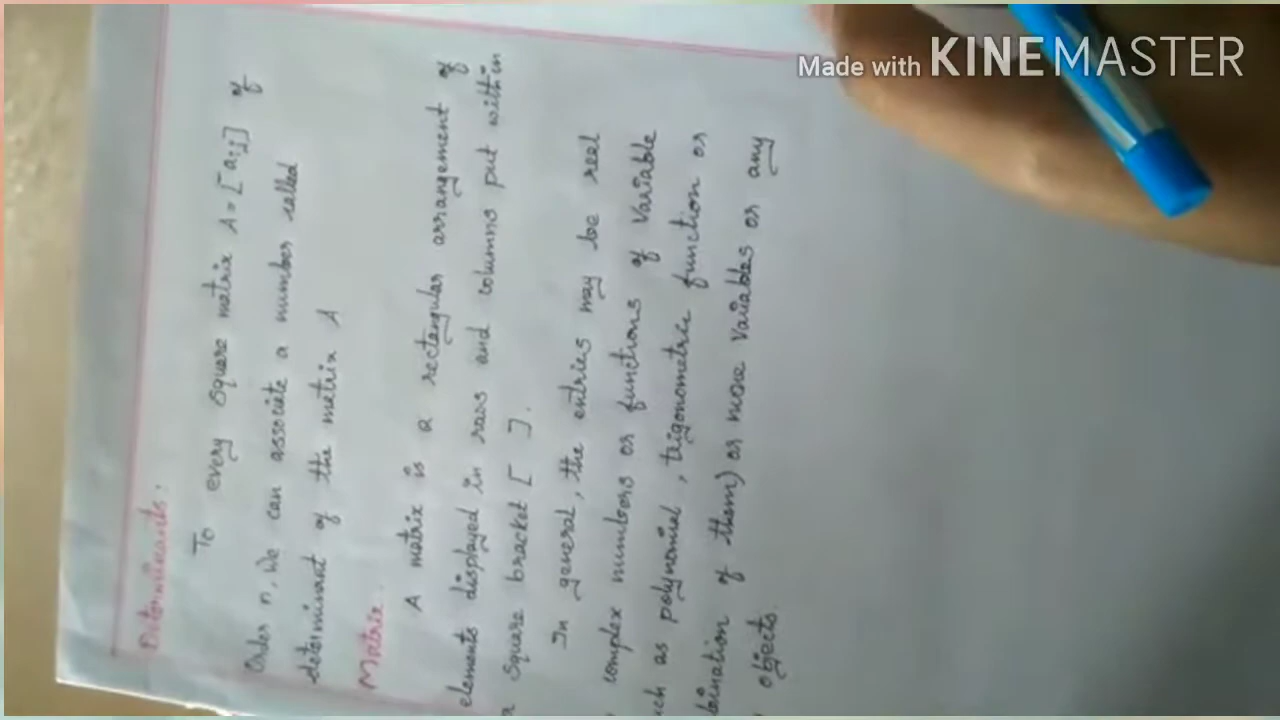 Made with KINEMASTER
Determinants.
To every square matrix A = [aij] of
Order n, We can associate a number called
determinant of the matrix A
Matrix.
A matrix is a rectangular arrangement of
elements displayed in rows and columns put with in
a square bracket [ ].
In general, the entries may be real
complex numbers or functions of Variable
as polynomial, trigonometric function or
of them) or more Variables or any
objects.